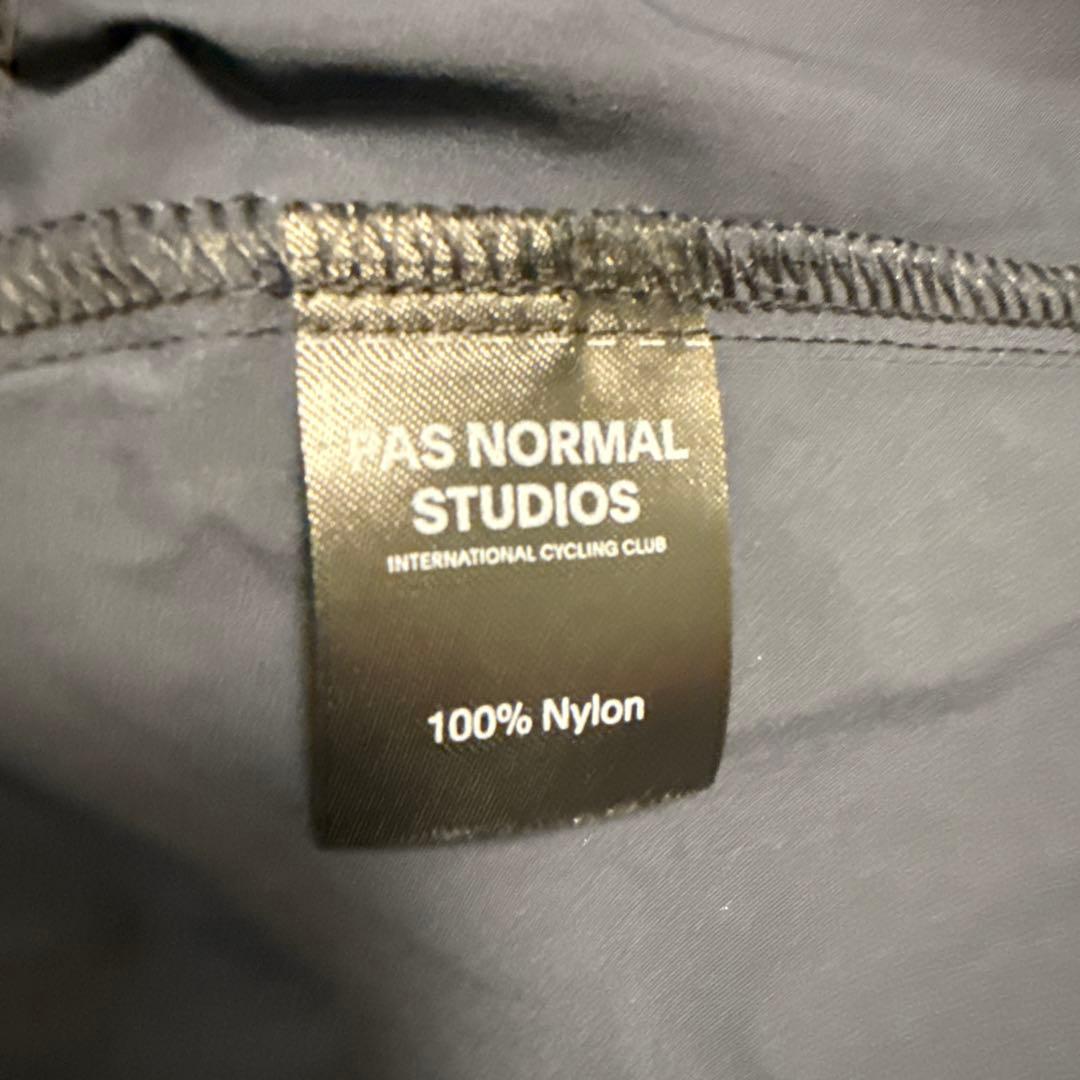 PAS NORMAL
STUDIOS
INTERNATIONAL CYCLING CLUB
100% Nylon